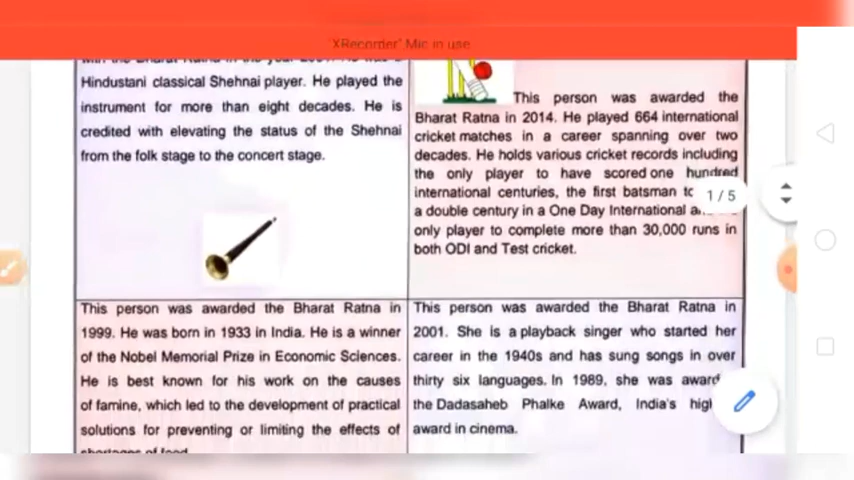 "XRecorder" Mic in use
Hindustani classical Shehnai player. He played the
instrument for more than eight decades. He is
credited with elevating the status of the Shehnai
from the folk stage to the concert stage.
This person was awarded the
Bharat Ratna in 2014. He played 664 international
cricket matches in a career spanning over two
decades. He holds various cricket records including
the only player to have scored one hundred
international centuries, the first batsman to
a double century in a One Day International
only player to complete more than 30,000 runs in
both ODI and Test cricket.
1 / 5
This person was awarded the Bharat Ratna in
1999. He was born in 1933 in India. He is a winner
of the Nobel Memorial Prize in Economic Sciences.
He is best known for his work on the causes
of famine, which led to the development of practical
solutions for preventing or limiting the effects of
This person was awarded the Bharat Ratna in
2001. She is a playback singer who started her
career in the 1940s and has sung songs in over
thirty six languages. In 1989, she was award
the Dadasaheb Phalke Award, India's hig
award in cinema.